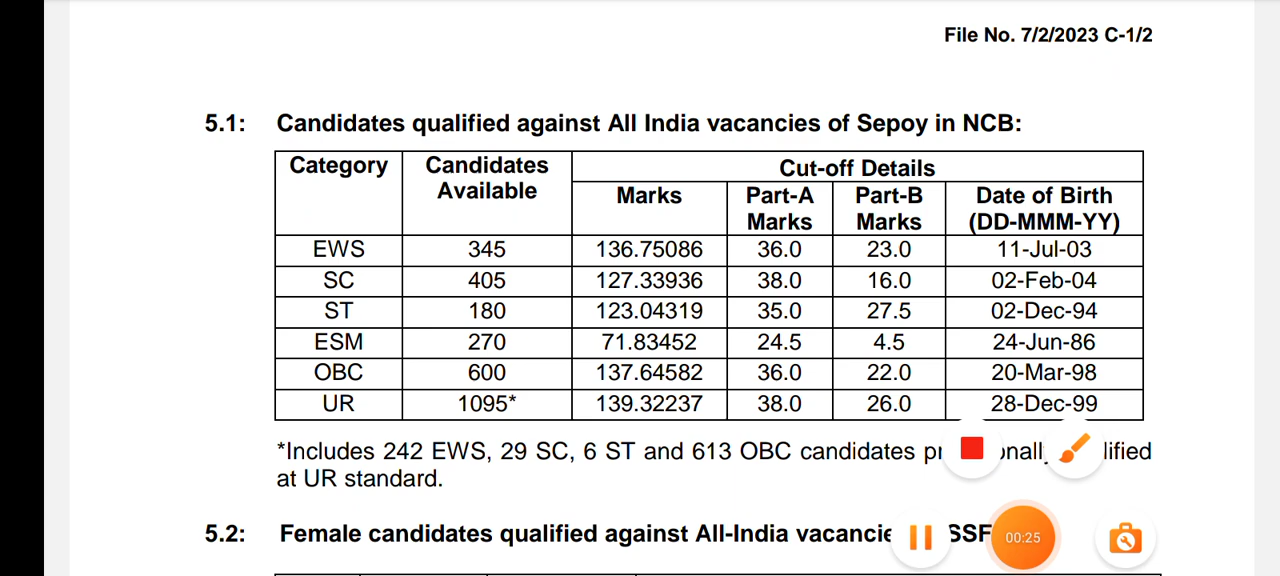 File No. 7/2/2023 C-1/2
5.1: Candidates qualified against All India vacancies of Sepoy in NCB:
Category Candidates Available Cut-off Details
Marks Part-A Marks Part-B Marks Date of Birth (DD-MMM-YY)
EWS 345 136.75086 36.0 23.0 11-Jul-03
SC 405 127.33936 38.0 16.0 02-Feb-04
ST 180 123.04319 35.0 27.5 02-Dec-94
ESM 270 71.83452 24.5 4.5 24-Jun-86
OBC 600 137.64582 36.0 22.0 20-Mar-98
UR 1095* 139.32237 38.0 26.0 28-Dec-99
*Includes 242 EWS, 29 SC, 6 ST and 613 OBC candidates
at UR standard.
5.2: Female candidates qualified against All-India
00:25